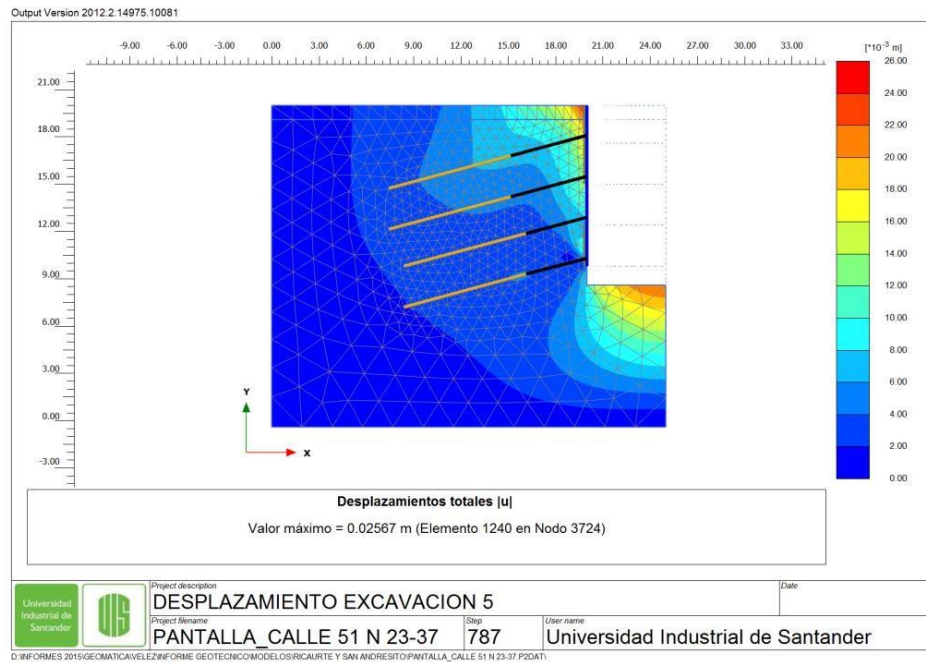 Output Version 2012.2.14975.10081
-9.00 -6.00 -3.00 0.00 3.00 6.00 9.00 12.00 15.00 18.00 21.00 24.00 27.00 30.00 33.00
[*10⁻³ m]
21.00
18.00
15.00
12.00
9.00
6.00
3.00
0.00
-3.00
26.00
24.00
22.00
20.00
18.00
16.00
14.00
12.00
10.00
8.00
6.00
4.00
2.00
0.00
Y
X
Desplazamientos totales |u|
Valor máximo = 0.02567 m (Elemento 1240 en Nodo 3724)
Universidad
Industrial de
Santander
UIS
Project description
DESPLAZAMIENTO EXCAVACION 5
Date
Project filename
PANTALLA_CALLE 51 N 23-37
Step
787
User name
Universidad Industrial de Santander
D:\INFORMES 2015\GEOMATICA\VELEZ\INFORME GEOTECNICO\MODELOS\RICAURTE Y SAN ANDRESITO\PANTALLA_CALLE 51 N 23-37.P2DAT\